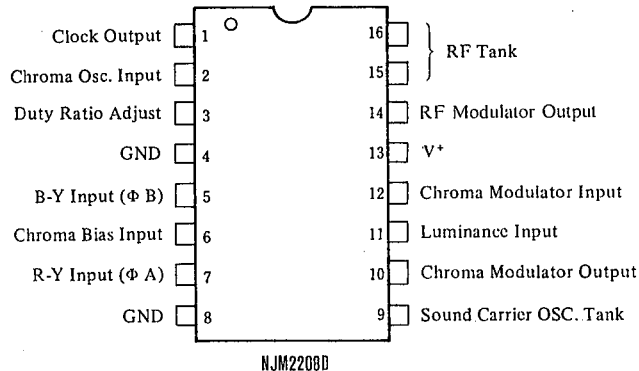 Clock Output 1
Chroma Osc. Input 2
Duty Ratio Adjust 3
GND 4
B-Y Input (Φ B) 5
Chroma Bias Input 6
R-Y Input (Φ A) 7
GND 8
16
15
RF Tank
14 RF Modulator Output
13 V+
12 Chroma Modulator Input
11 Luminance Input
10 Chroma Modulator Output
9 Sound Carrier OSC. Tank
NJM2208D